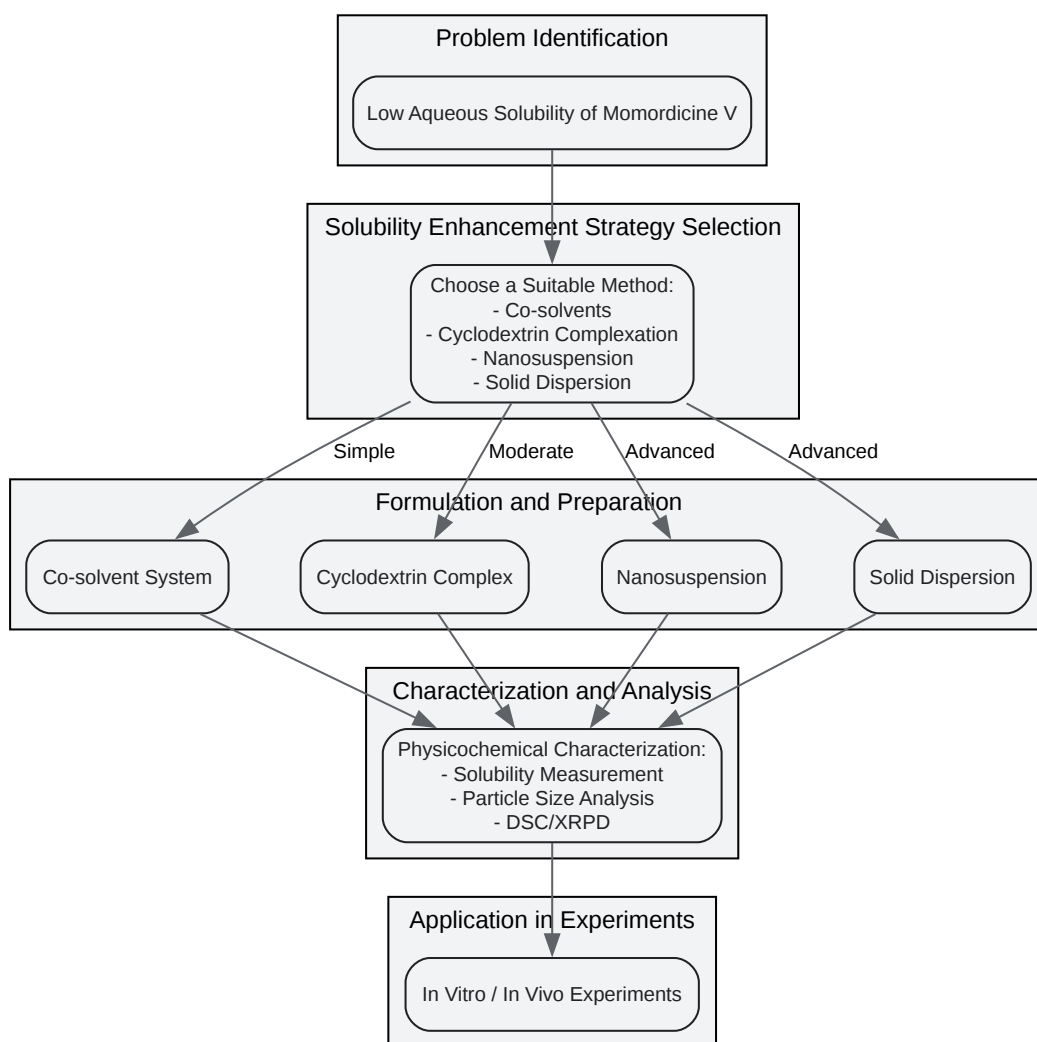 Problem Identification
Low Aqueous Solubility of Momordicine V
Solubility Enhancement Strategy Selection
Choose a Suitable Method:
- Co-solvents
- Cyclodextrin Complexation
- Nanosuspension
- Solid Dispersion
Simple
Moderate
Advanced
Advanced
Formulation and Preparation
Co-solvent System
Cyclodextrin Complex
Nanosuspension
Solid Dispersion
Characterization and Analysis
Physicochemical Characterization:
- Solubility Measurement
- Particle Size Analysis
- DSC/XRPD
Application in Experiments
In Vitro / In Vivo Experiments